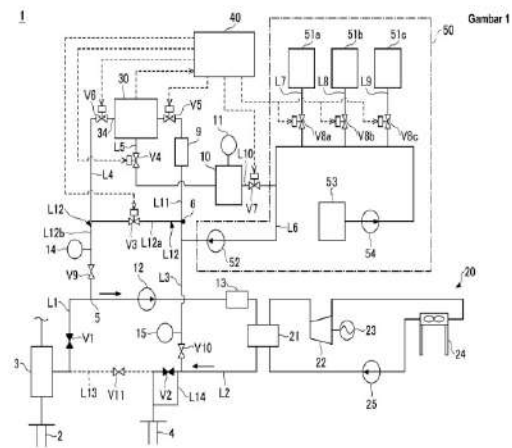 1
40
Gambar 1
50
51a
51b
51c
30
V6
V5
L7
L8
L9
34
L5
V4
9
11
10
L10
V8a
V8b
V8c
L4
V7
53
54
L12
V3
L12a
L11
6
L12
L12b
L6
14
52
V9
L3
20
L1
5
12
13
15
21
23
24
3
V1
V10
22
25
L13
V11
V2
L14
L2
2
4